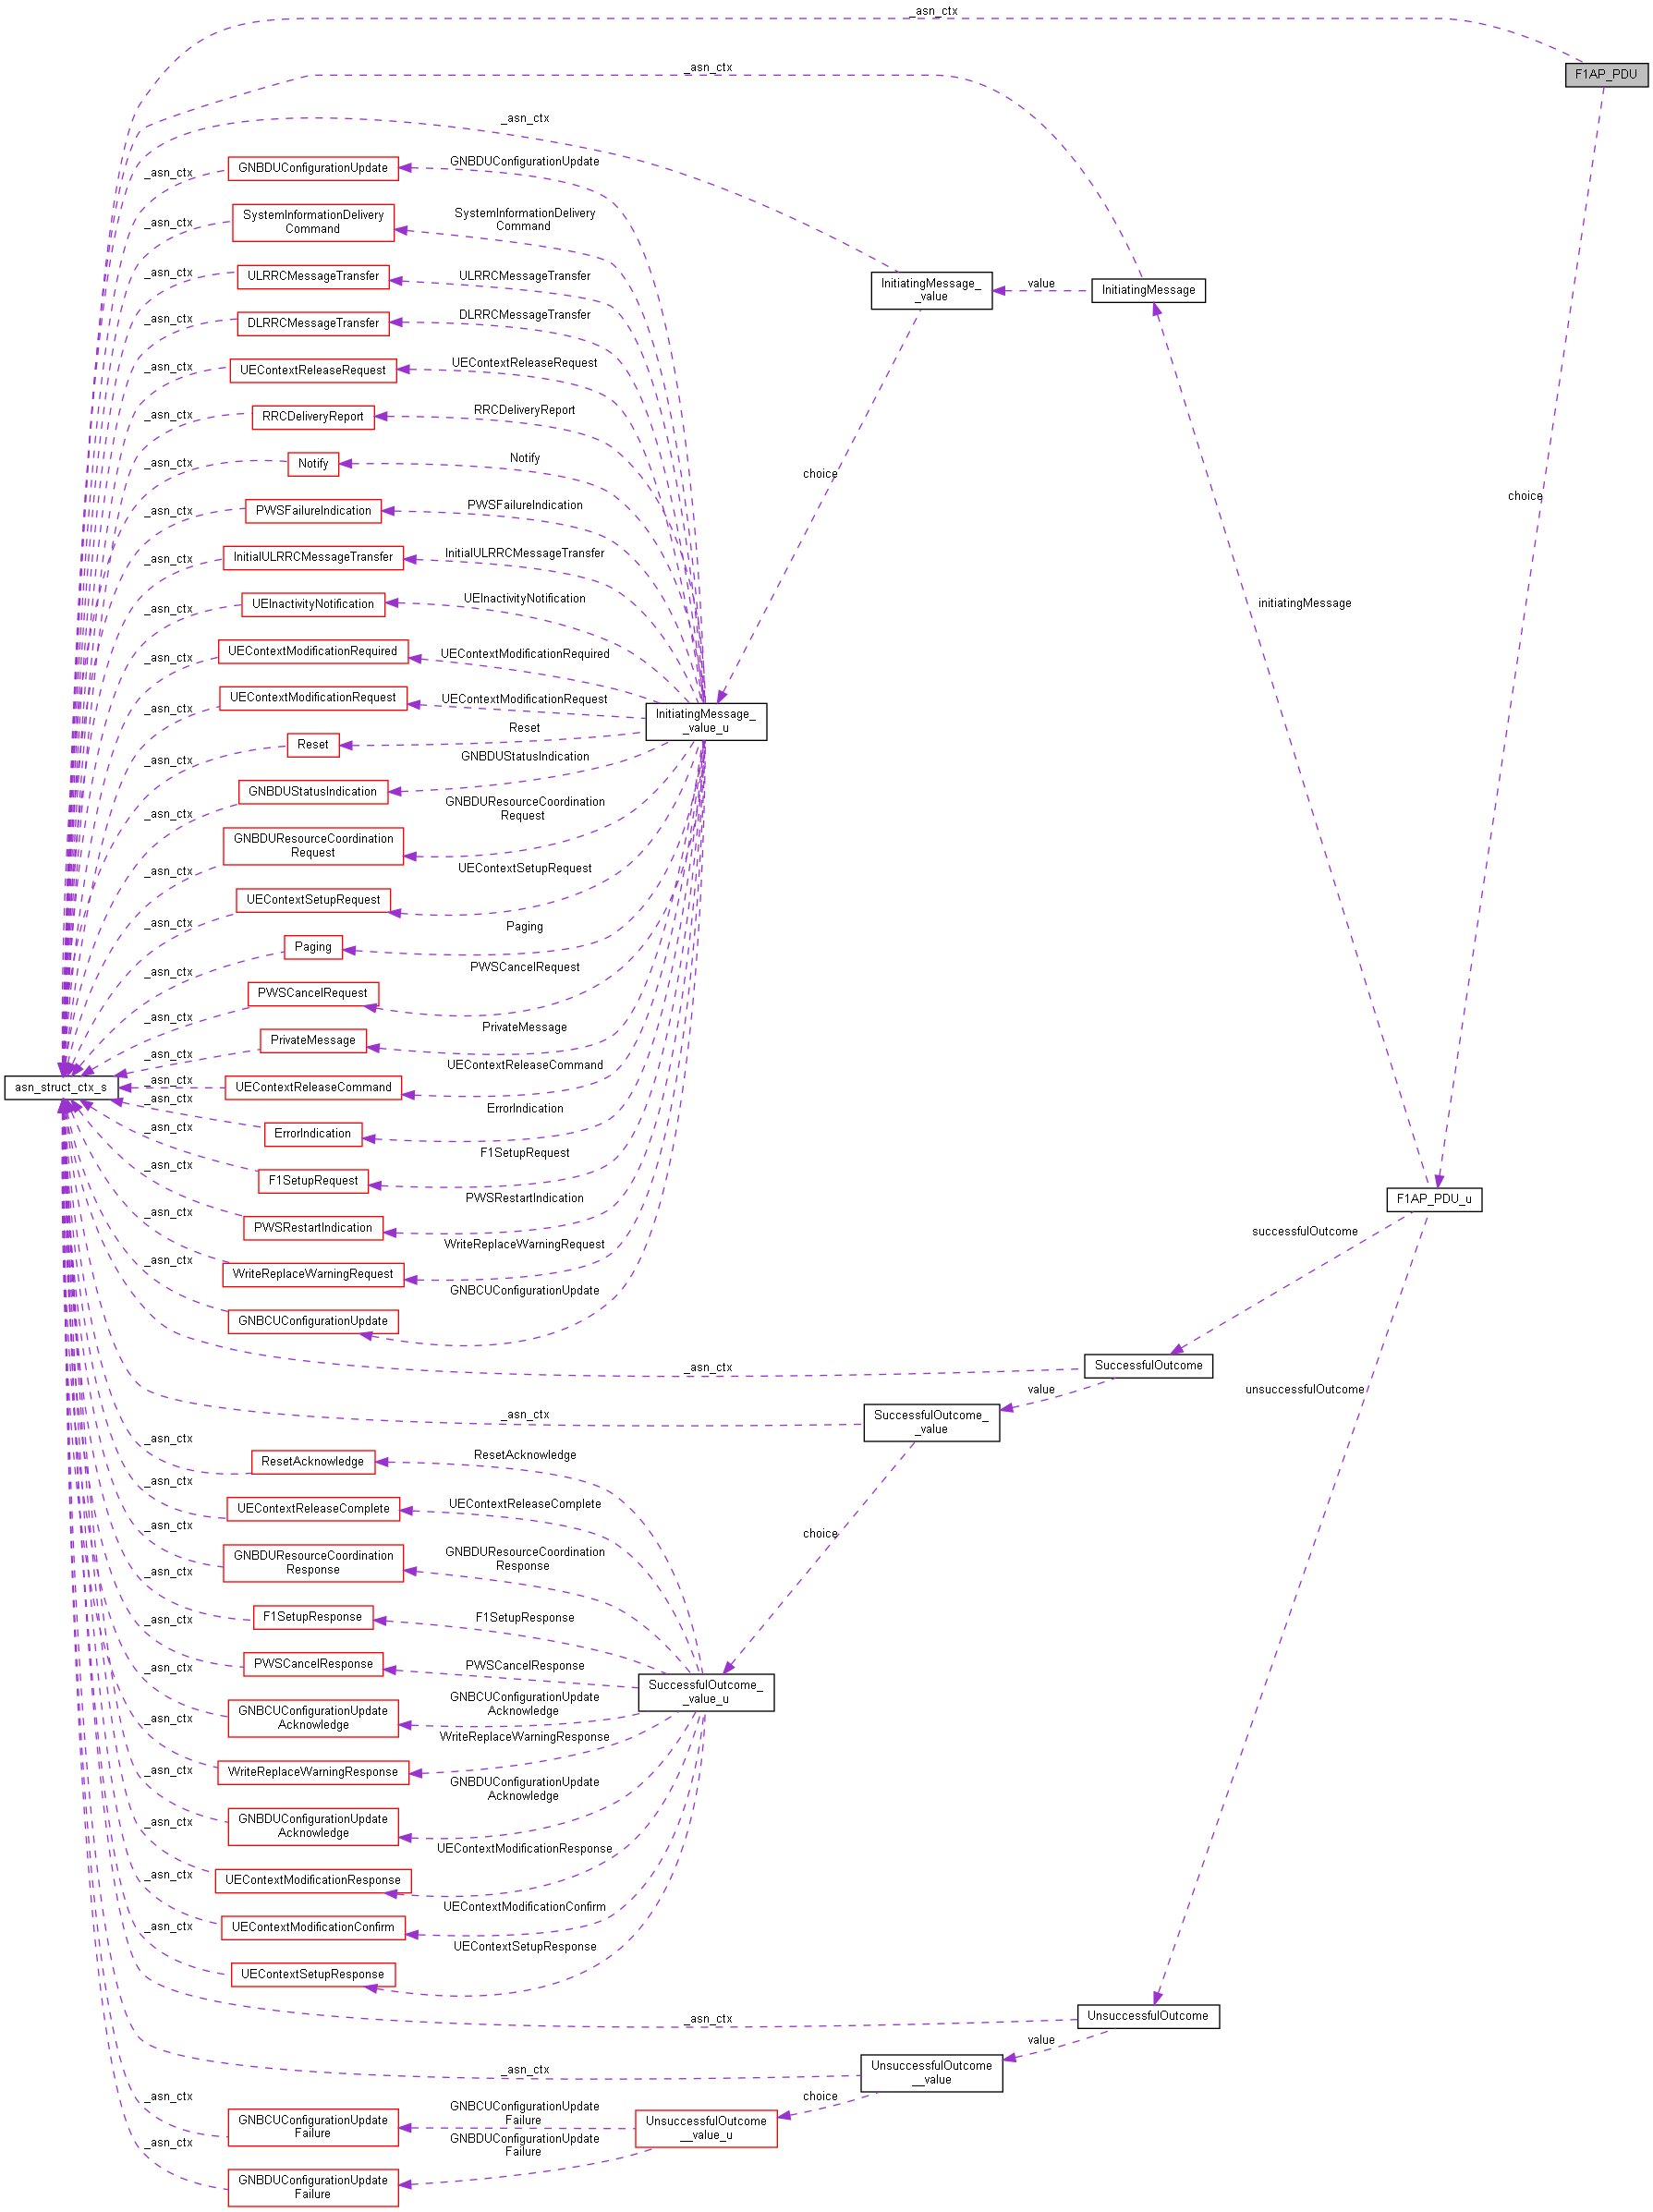 _asn_ctx
F1AP_PDU
_asn_ctx
_asn_ctx
GNBDUConfigurationUpdate
_asn_ctx
GNBDUConfigurationUpdate
SystemInformationDelivery
Command
_asn_ctx
SystemInformationDelivery
Command
ULRRCMessageTransfer
_asn_ctx
ULRRCMessageTransfer
InitiatingMessage_
_value
value
InitiatingMessage
DLRRCMessageTransfer
_asn_ctx
DLRRCMessageTransfer
UEContextReleaseRequest
_asn_ctx
UEContextReleaseRequest
RRCDeliveryReport
_asn_ctx
RRCDeliveryReport
Notify
_asn_ctx
Notify
choice
choice
PWSFailureIndication
_asn_ctx
PWSFailureIndication
InitialULRRCMessageTransfer
_asn_ctx
InitialULRRCMessageTransfer
UEInactivityNotification
_asn_ctx
UEInactivityNotification
initiatingMessage
UEContextModificationRequired
_asn_ctx
UEContextModificationRequired
UEContextModificationRequest
_asn_ctx
UEContextModificationRequest
InitiatingMessage_
_value_u
Reset
_asn_ctx
Reset
GNBDUStatusIndication
_asn_ctx
GNBDUStatusIndication
GNBDUResourceCoordination
Request
_asn_ctx
GNBDUResourceCoordination
Request
UEContextSetupRequest
_asn_ctx
UEContextSetupRequest
Paging
_asn_ctx
Paging
PWSCancelRequest
_asn_ctx
PWSCancelRequest
PrivateMessage
_asn_ctx
PrivateMessage
UEContextReleaseCommand
asn_struct_ctx_s
_asn_ctx
UEContextReleaseCommand
ErrorIndication
_asn_ctx
ErrorIndication
F1SetupRequest
_asn_ctx
F1SetupRequest
PWSRestartIndication
_asn_ctx
PWSRestartIndication
F1AP_PDU_u
WriteReplaceWarningRequest
_asn_ctx
WriteReplaceWarningRequest
successfulOutcome
GNBCUConfigurationUpdate
_asn_ctx
GNBCUConfigurationUpdate
_asn_ctx
SuccessfulOutcome
value
unsuccessfulOutcome
_asn_ctx
SuccessfulOutcome_
_value
ResetAcknowledge
_asn_ctx
ResetAcknowledge
UEContextReleaseComplete
_asn_ctx
UEContextReleaseComplete
choice
GNBDUResourceCoordination
Response
_asn_ctx
GNBDUResourceCoordination
Response
F1SetupResponse
_asn_ctx
F1SetupResponse
PWSCancelResponse
_asn_ctx
PWSCancelResponse
SuccessfulOutcome_
_value_u
GNBCUConfigurationUpdate
Acknowledge
_asn_ctx
GNBCUConfigurationUpdate
Acknowledge
WriteReplaceWarningResponse
_asn_ctx
WriteReplaceWarningResponse
GNBDUConfigurationUpdate
Acknowledge
_asn_ctx
GNBDUConfigurationUpdate
Acknowledge
UEContextModificationResponse
_asn_ctx
UEContextModificationResponse
UEContextModificationConfirm
_asn_ctx
UEContextModificationConfirm
UEContextSetupResponse
_asn_ctx
UEContextSetupResponse
_asn_ctx
UnsuccessfulOutcome
value
_asn_ctx
UnsuccessfulOutcome
__value
choice
GNBCUConfigurationUpdate
Failure
_asn_ctx
GNBCUConfigurationUpdate
Failure
UnsuccessfulOutcome
__value_u
GNBDUConfigurationUpdate
Failure
_asn_ctx
GNBDUConfigurationUpdate
Failure